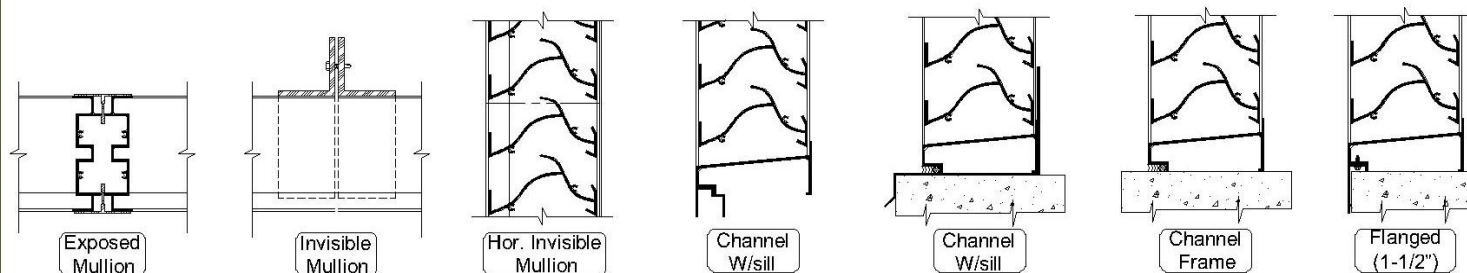 Exposed
Mullion
Invisible
Mullion
Hor. Invisible
Mullion
Channel
W/sill
Channel
W/sill
Channel
Frame
Flanged
(1-1/2")